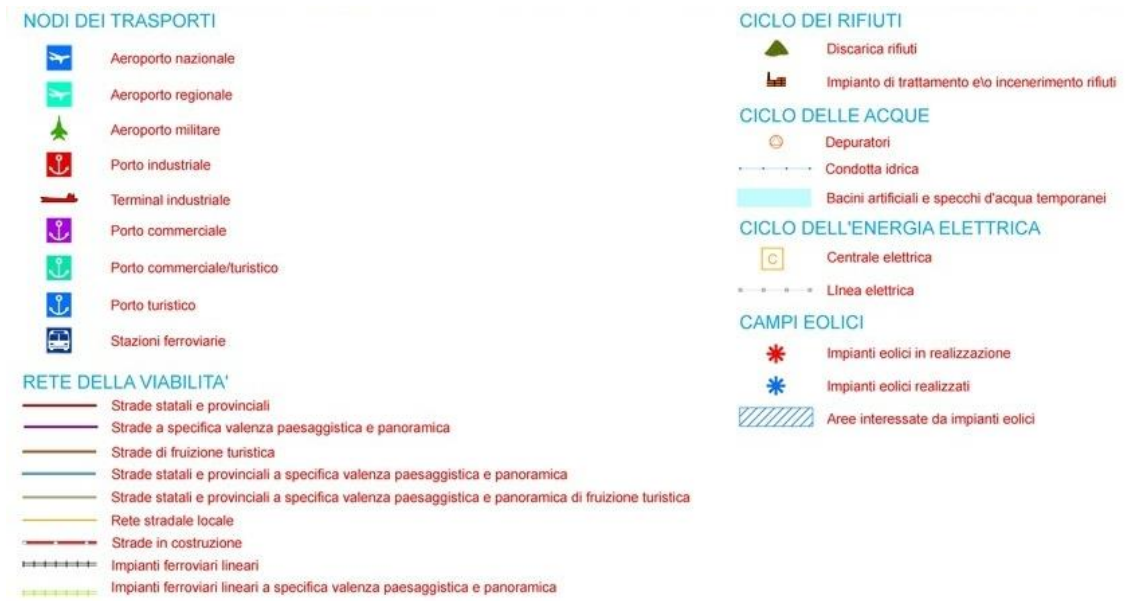 NODI DEI TRASPORTI
Aeroporto nazionale
Aeroporto regionale
Aeroporto militare
Porto industriale
Terminal industriale
Porto commerciale
Porto commerciale/turistico
Porto turistico
Stazioni ferroviarie
RETE DELLA VIABILITA'
Strade statali e provinciali
Strade a specifica valenza paesaggistica e panoramica
Strade di fruizione turistica
Strade statali e provinciali a specifica valenza paesaggistica e panoramica
Strade statali e provinciali a specifica valenza paesaggistica e panoramica di fruizione turistica
Rete stradale locale
Strade in costruzione
Impianti ferroviari lineari
Impianti ferroviari lineari a specifica valenza paesaggistica e panoramica
CICLO DEI RIFIUTI
Discarica rifiuti
Impianto di trattamento e\o incenerimento rifiuti
CICLO DELLE ACQUE
Depuratori
Condotta idrica
Bacini artificiali e specchi d'acqua temporanei
CICLO DELL'ENERGIA ELETTRICA
C
Centrale elettrica
LInea elettrica
CAMPI EOLICI
Impianti eolici in realizzazione
Impianti eolici realizzati
Aree interessate da impianti eolici